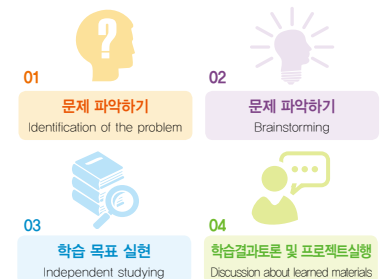 01
문제 파악하기
Identification of the problem
02
문제 파악하기
Brainstorming
03
학습 목표 실현
Independent studying
04
학습결과토론 및 프로젝트실행
Discussion about learned materials